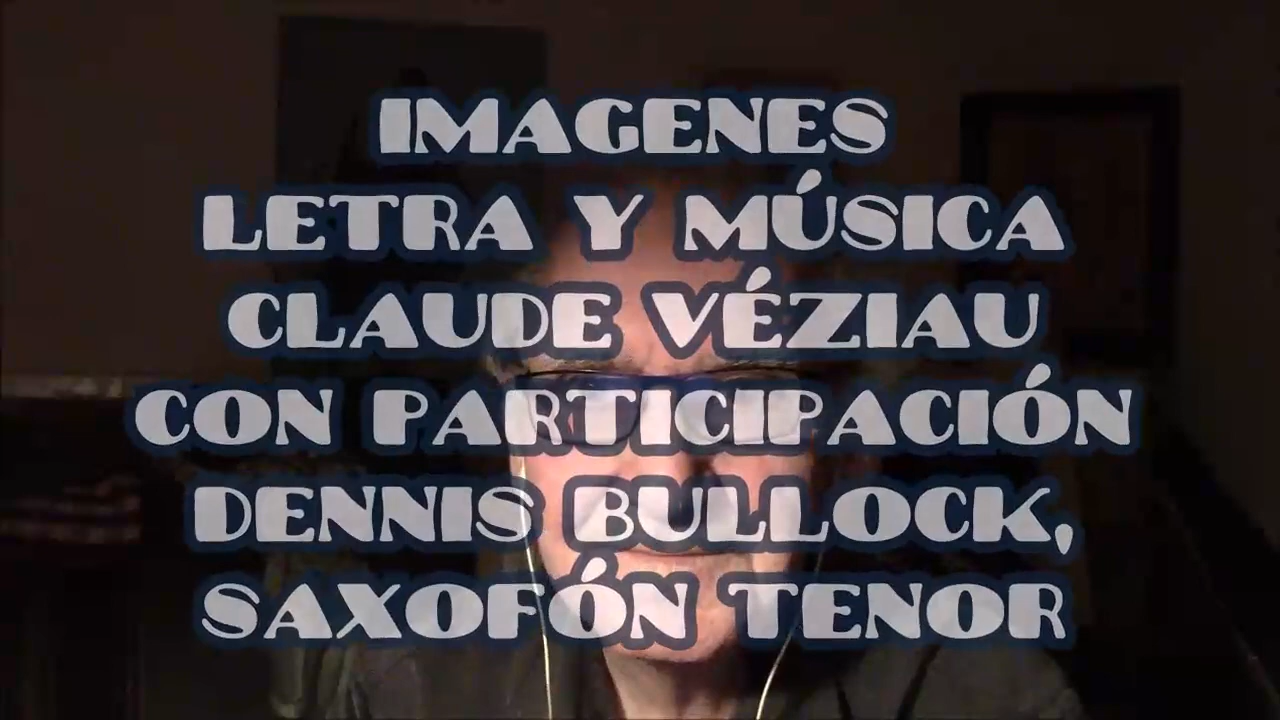 IMAGENES
LETRA Y MÚSICA
CLAUDE VÉZIAU
CON PARTICIPACIÓN
DENNIS BULLOCK,
SAXOFÓN TENOR